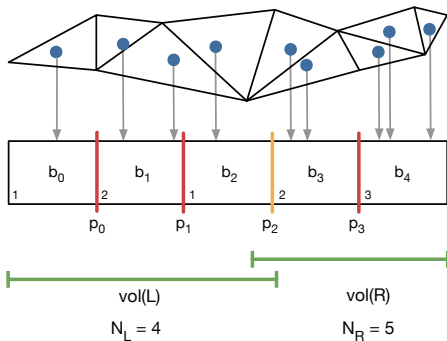 b0 b1 b2 b3 b4
1 2 1 2 3
p0 p1 p2 p3
vol(L) vol(R)
NL = 4 NR = 5